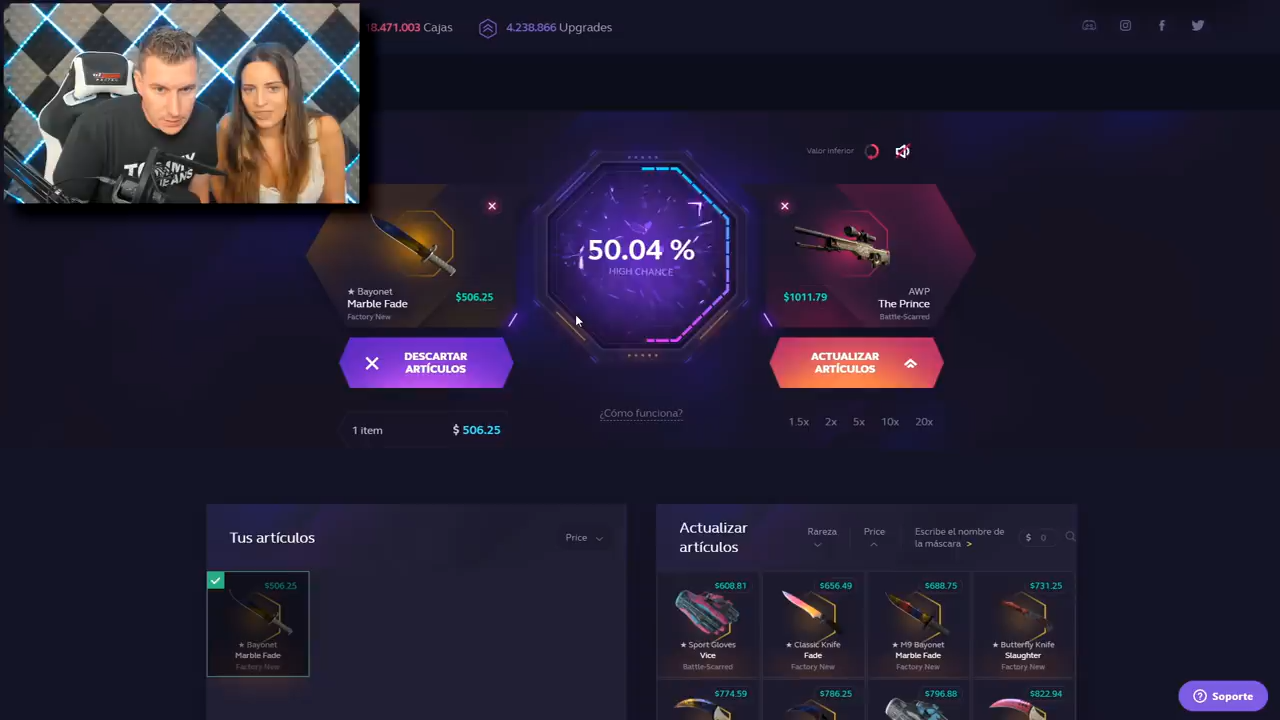 18.471.003 Cajas
4.238.866 Upgrades
Valor inferior
50.04 %
HIGH CHANCE
★ Bayonet
Marble Fade
Factory New
$506.25
$1011.79
AWP
The Prince
Battle-Scarred
DESCARTAR
ARTÍCULOS
ACTUALIZAR
ARTÍCULOS
¿Cómo funciona?
1 item
$ 506.25
1.5x 2x 5x 10x 20x
Tus artículos
Price
Actualizar
artículos
Rareza
Price
Escribe el nombre de
la máscara >
$ 0
$506.25
★ Bayonet
Marble Fade
Factory New
$608.81
★ Sport Gloves
Vice
Battle-Scarred
$656.49
★ Classic Knife
Fade
Factory New
$688.75
★ M9 Bayonet
Marble Fade
Factory New
$731.25
★ Butterfly Knife
Slaughter
Factory New
$774.59
$786.25
$796.88
$822.94
Soporte